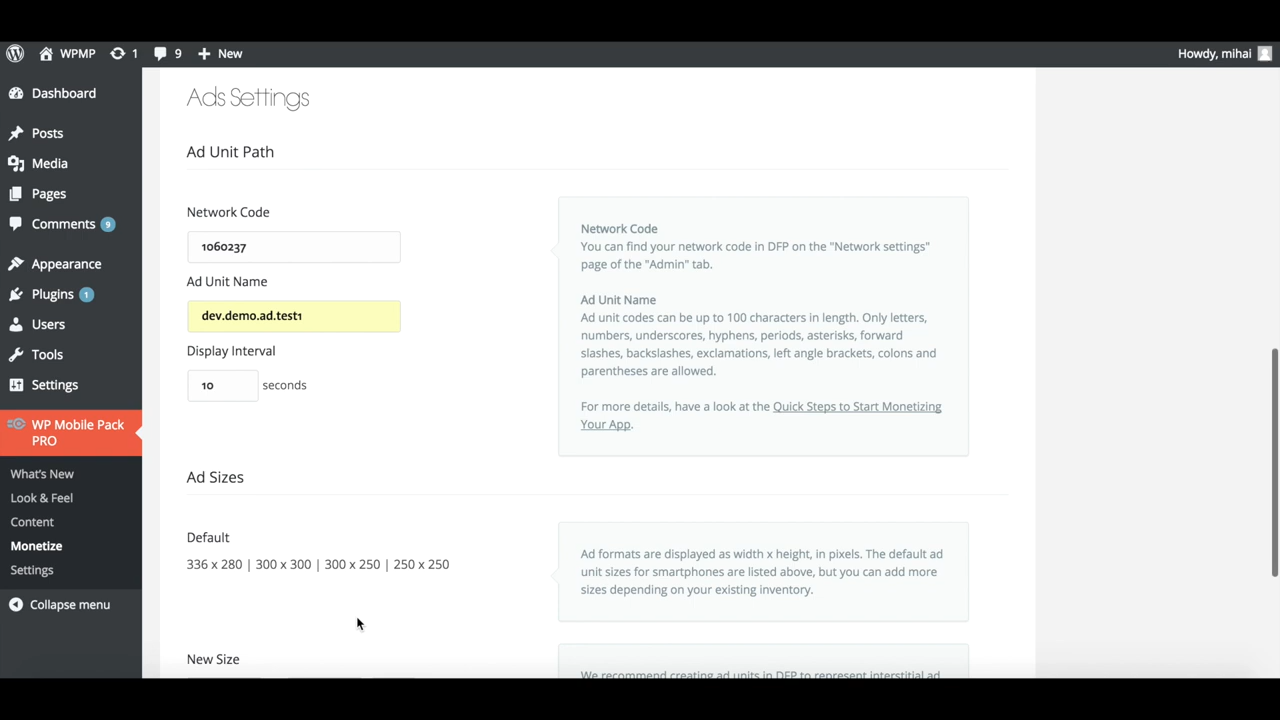 WPMP 1 9 New Howdy, mihai
Dashboard
Posts
Media
Pages
Comments 9
Appearance
Plugins 1
Users
Tools
Settings
WP Mobile Pack
PRO
What's New
Look & Feel
Content
Monetize
Settings
Collapse menu
Ads Settings
Ad Unit Path
Network Code
1060237
Ad Unit Name
dev.demo.ad.test1
Display Interval
10 seconds
Network Code
You can find your network code in DFP on the "Network settings"
page of the "Admin" tab.
Ad Unit Name
Ad unit codes can be up to 100 characters in length. Only letters,
numbers, underscores, hyphens, periods, asterisks, forward
slashes, backslashes, exclamations, left angle brackets, colons and
parentheses are allowed.
For more details, have a look at the Quick Steps to Start Monetizing
Your App.
Ad Sizes
Default
336 x 280 | 300 x 300 | 300 x 250 | 250 x 250
Ad formats are displayed as width x height, in pixels. The default ad
unit sizes for smartphones are listed above, but you can add more
sizes depending on your existing inventory.
New Size
We recommend creating ad units in DFP to represent interstitial ad